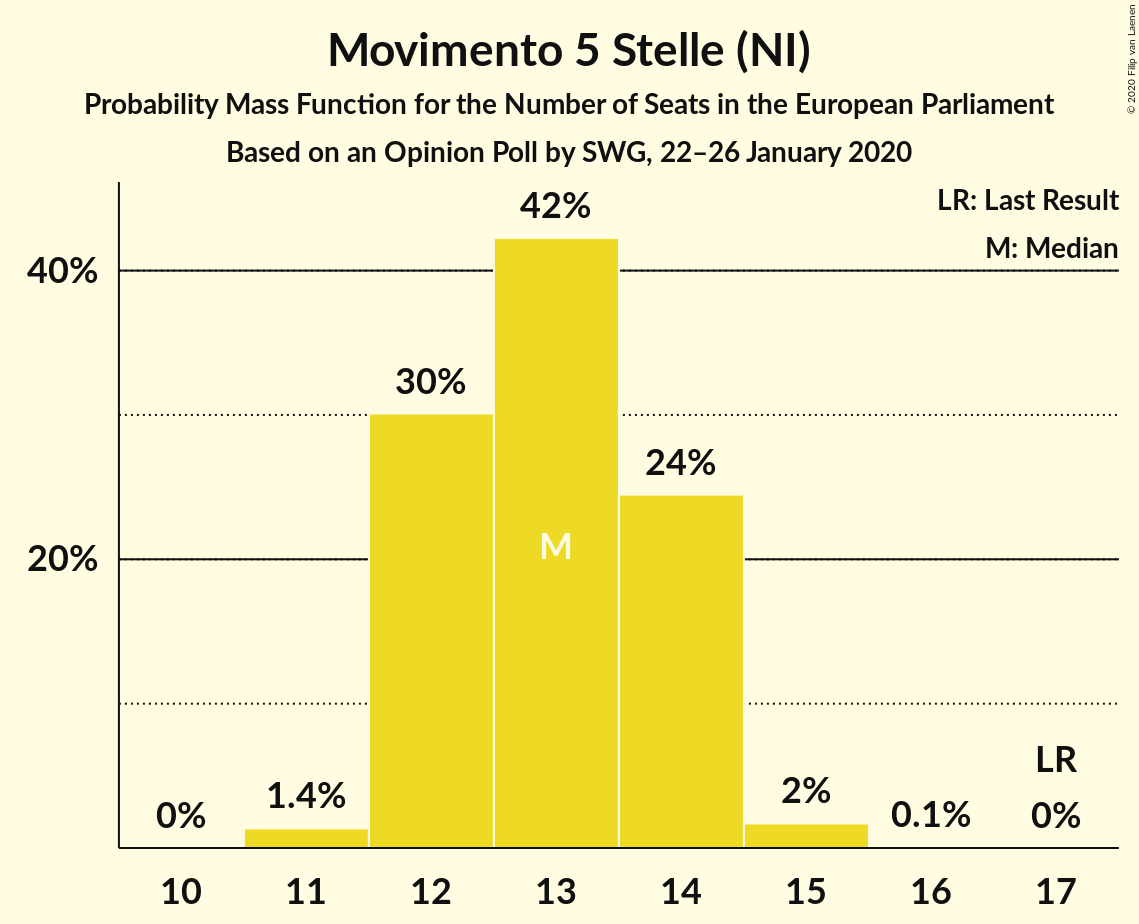 Movimento 5 Stelle (NI)
Probability Mass Function for the Number of Seats in the European Parliament
Based on an Opinion Poll by SWG, 22–26 January 2020
© 2020 Filip van Laenen
LR: Last Result
M: Median
40%
20%
0%
1.4%
30%
42%
M
24%
2%
0.1%
LR
0%
10 11 12 13 14 15 16 17